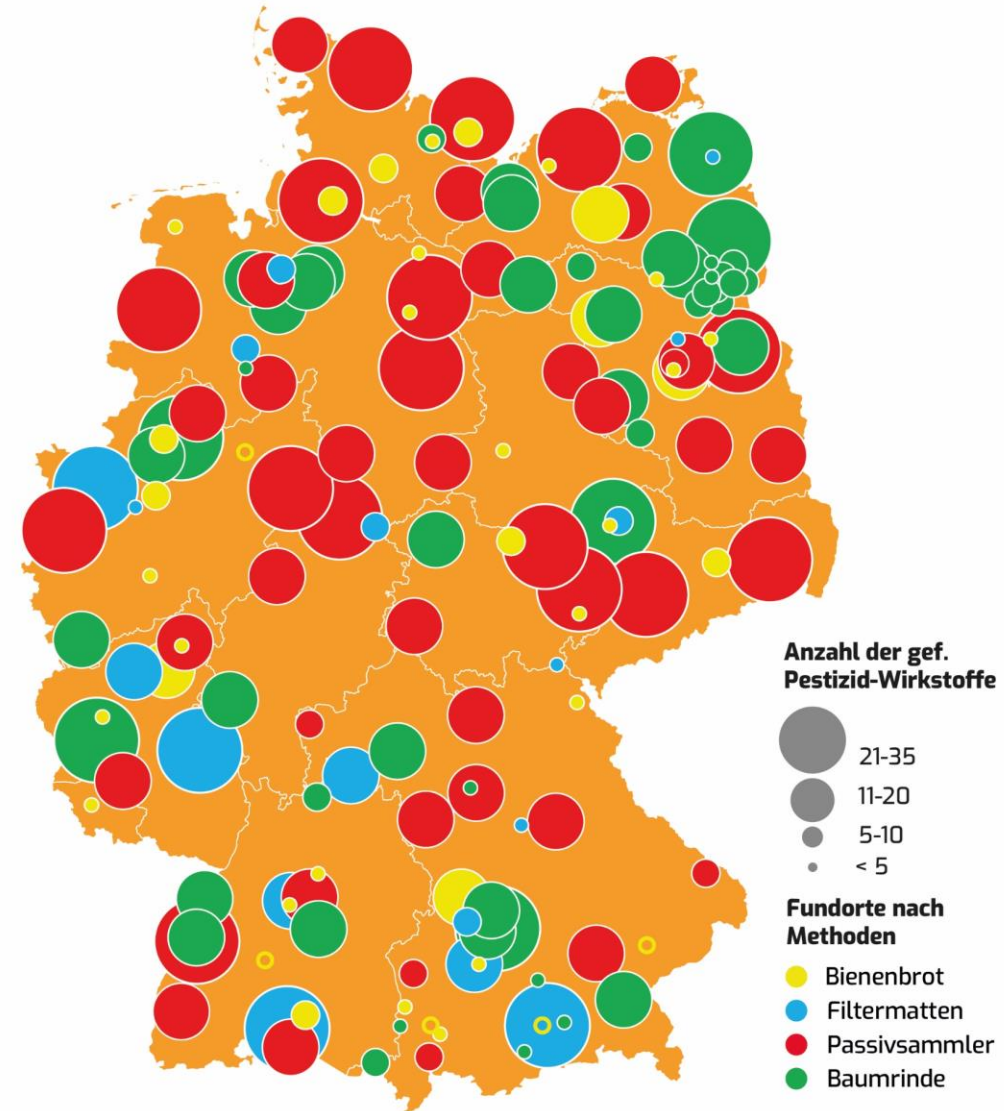 Anzahl der gef.
Pestizid-Wirkstoffe
21-35
11-20
5-10
< 5
Fundorte nach
Methoden
Bienenbrot
Filtermatten
Passivsammler
Baumrinde